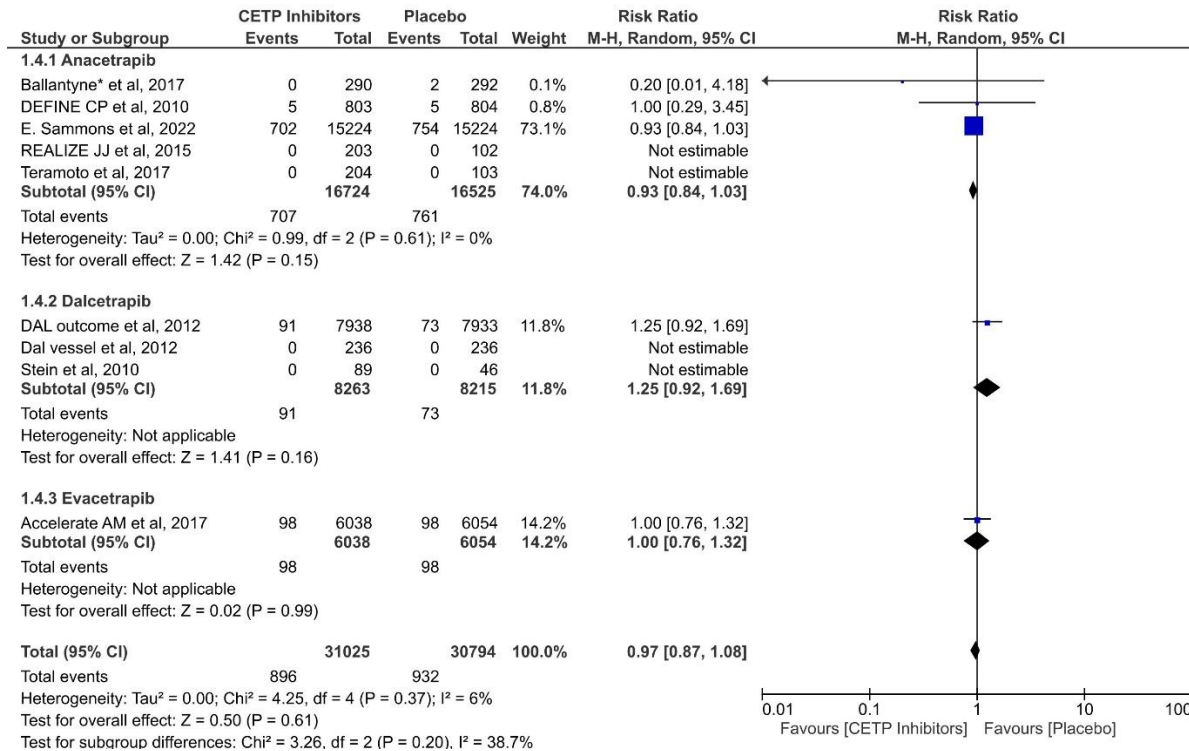 CETP Inhibitors Placebo Risk Ratio Risk Ratio
Study or Subgroup Events Total Events Total Weight M-H, Random, 95% CI M-H, Random, 95% CI
1.4.1 Anacetrapib
Ballantyne* et al, 2017 0 290 2 292 0.1% 0.20 [0.01, 4.18]
DEFINE CP et al, 2010 5 803 5 804 0.8% 1.00 [0.29, 3.45]
E. Sammons et al, 2022 702 15224 754 15224 73.1% 0.93 [0.84, 1.03]
REALIZE JJ et al, 2015 0 203 0 102 Not estimable
Teramoto et al, 2017 0 204 0 103 Not estimable
Subtotal (95% CI) 16724 16525 74.0% 0.93 [0.84, 1.03]
Total events 707 761
Heterogeneity: Tau² = 0.00; Chi² = 0.99, df = 2 (P = 0.61); I² = 0%
Test for overall effect: Z = 1.42 (P = 0.15)
1.4.2 Dalcetrapib
DAL outcome et al, 2012 91 7938 73 7933 11.8% 1.25 [0.92, 1.69]
Dal vessel et al, 2012 0 236 0 236 Not estimable
Stein et al, 2010 0 89 0 46 Not estimable
Subtotal (95% CI) 8263 8215 11.8% 1.25 [0.92, 1.69]
Total events 91 73
Heterogeneity: Not applicable
Test for overall effect: Z = 1.41 (P = 0.16)
1.4.3 Evacetrapib
Accelerate AM et al, 2017 98 6038 98 6054 14.2% 1.00 [0.76, 1.32]
Subtotal (95% CI) 6038 6054 14.2% 1.00 [0.76, 1.32]
Total events 98 98
Heterogeneity: Not applicable
Test for overall effect: Z = 0.02 (P = 0.99)
Total (95% CI) 31025 30794 100.0% 0.97 [0.87, 1.08]
Total events 896 932
Heterogeneity: Tau² = 0.00; Chi² = 4.25, df = 4 (P = 0.37); I² = 6%
Test for overall effect: Z = 0.50 (P = 0.61)
Test for subgroup differences: Chi² = 3.26, df = 2 (P = 0.20), I² = 38.7%
0.01 0.1 1 10 100
Favours [CETP Inhibitors] Favours [Placebo]